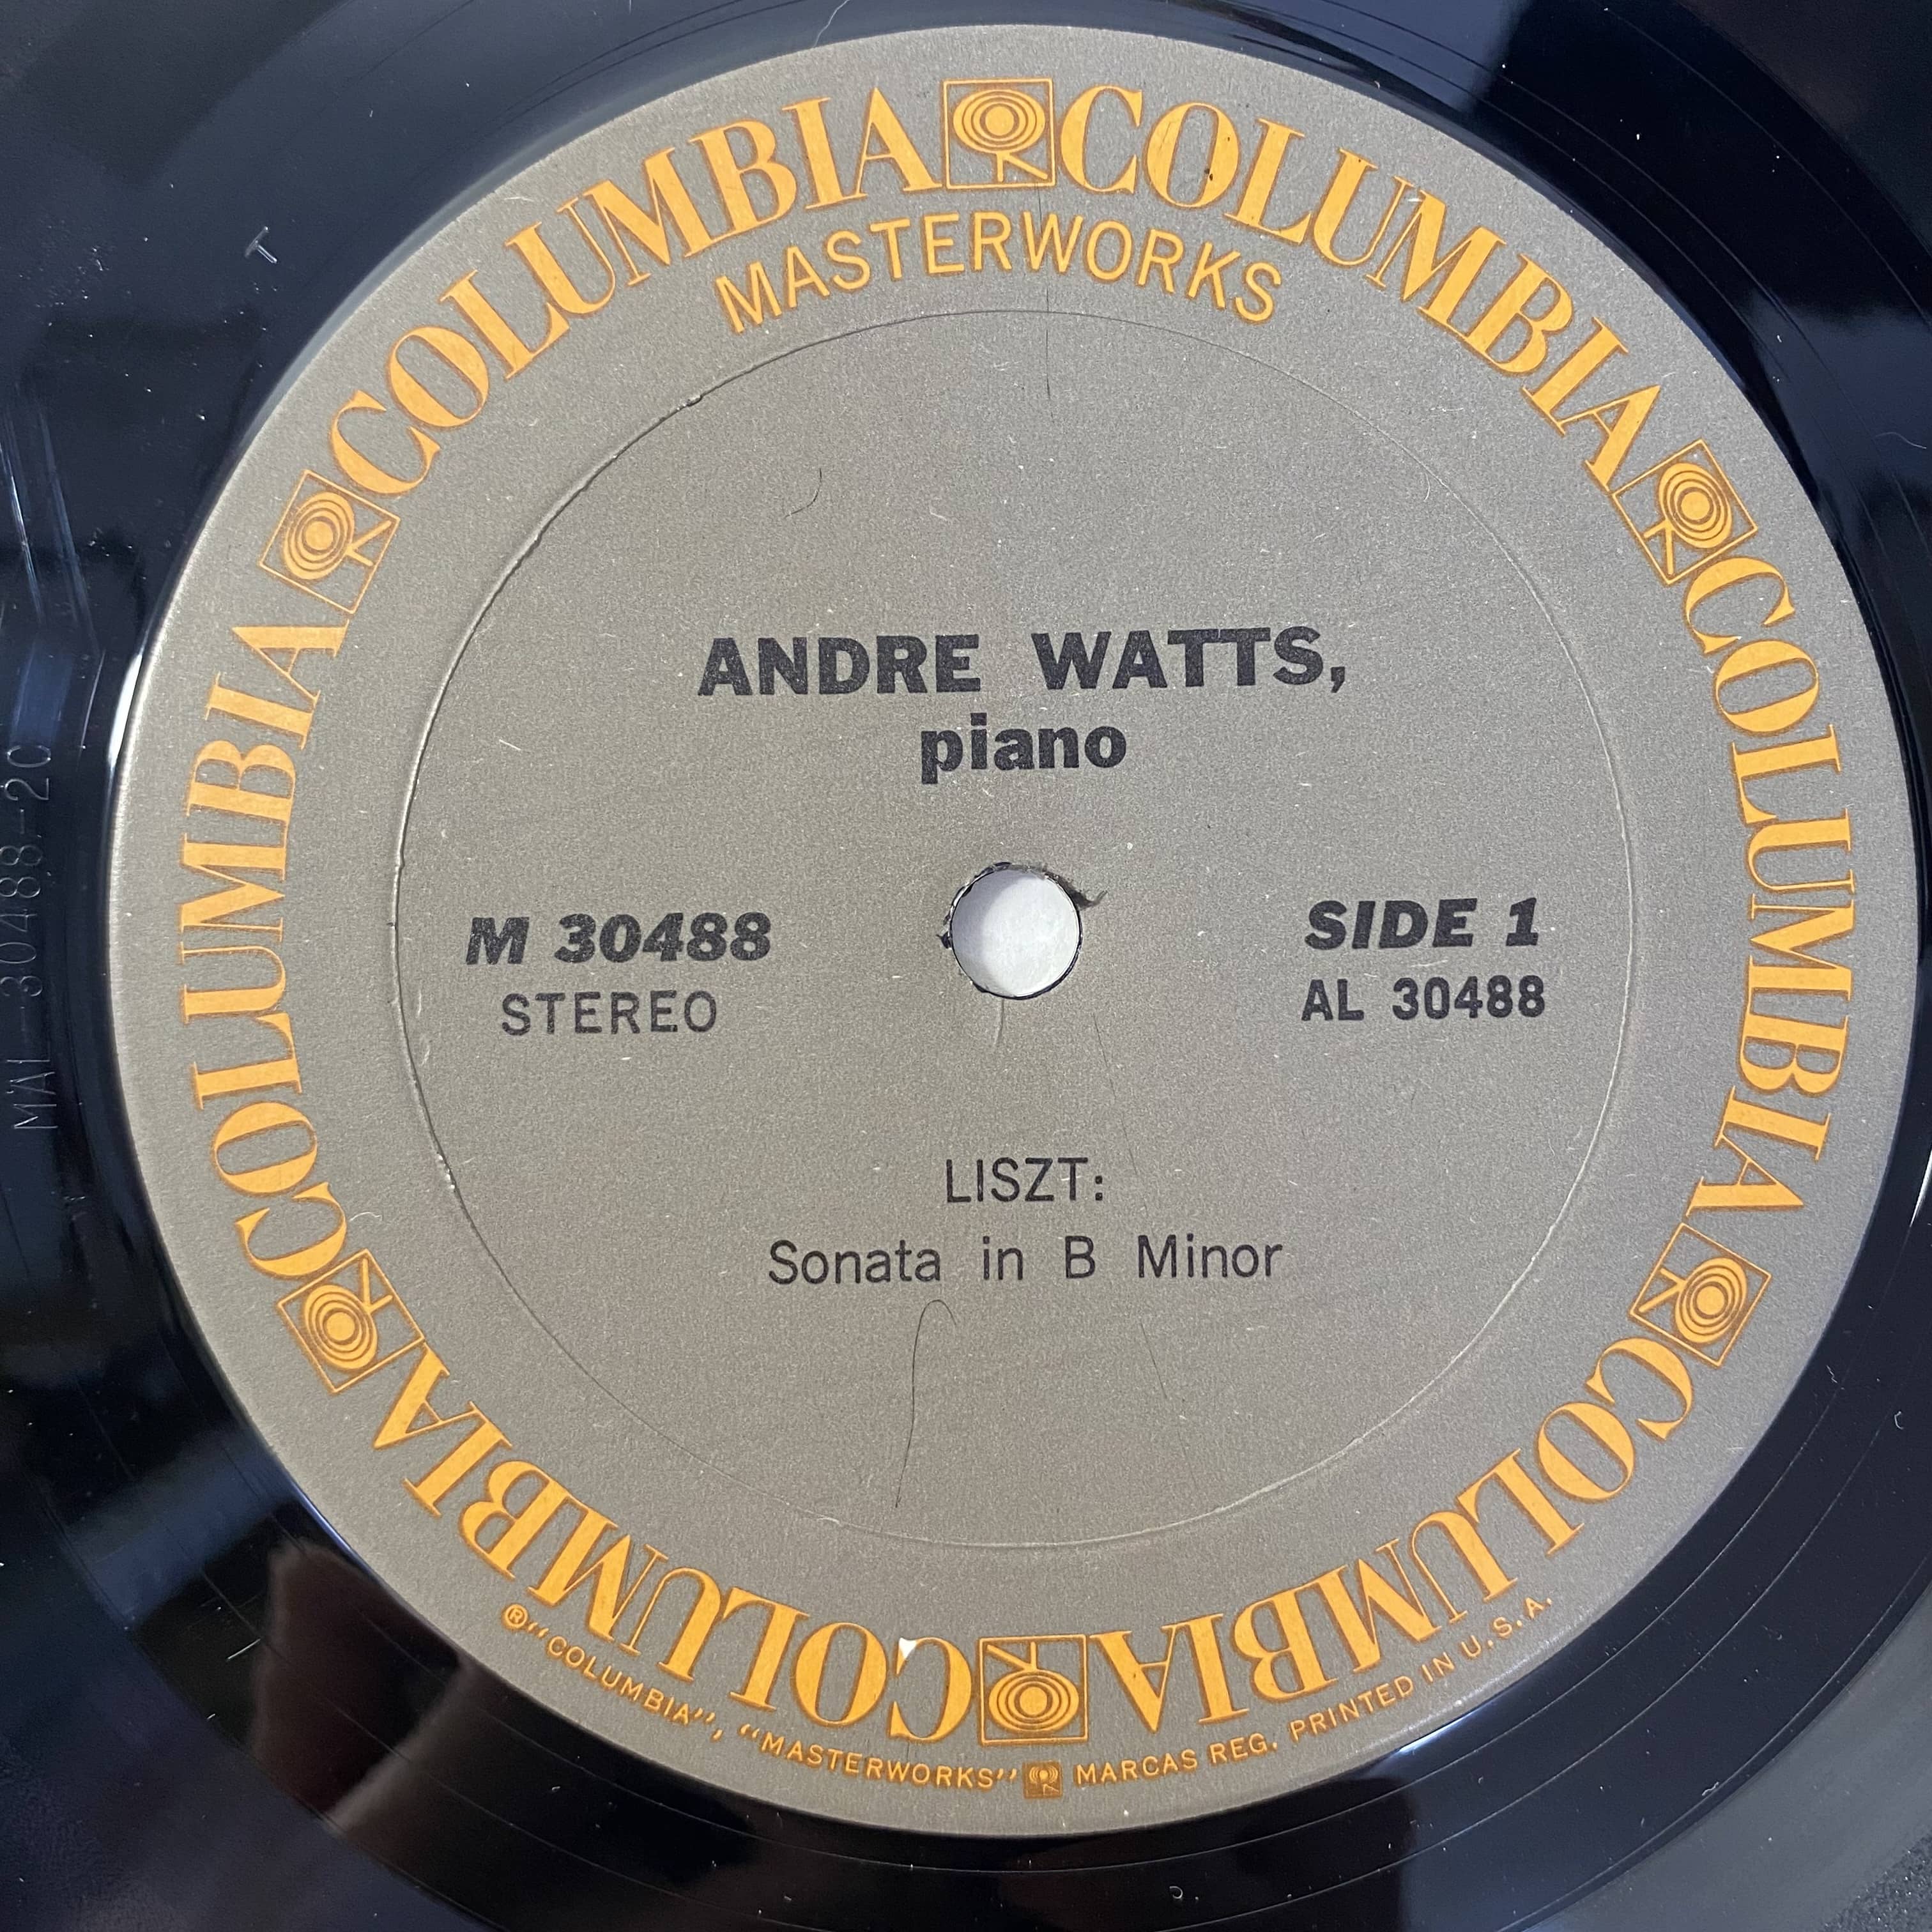 COLUMBIA COLUMBIA COLUMBIA COLUMBIA COLUMBIA COLUMBIA
MASTERWORKS
ANDRE WATTS,
piano
M 30488
STEREO
SIDE 1
AL 30488
LISZT:
Sonata in B Minor
®"COLUMBIA", "MASTERWORKS" MARCAS REG. PRINTED IN U.S.A.
MAL-30488-2C
T